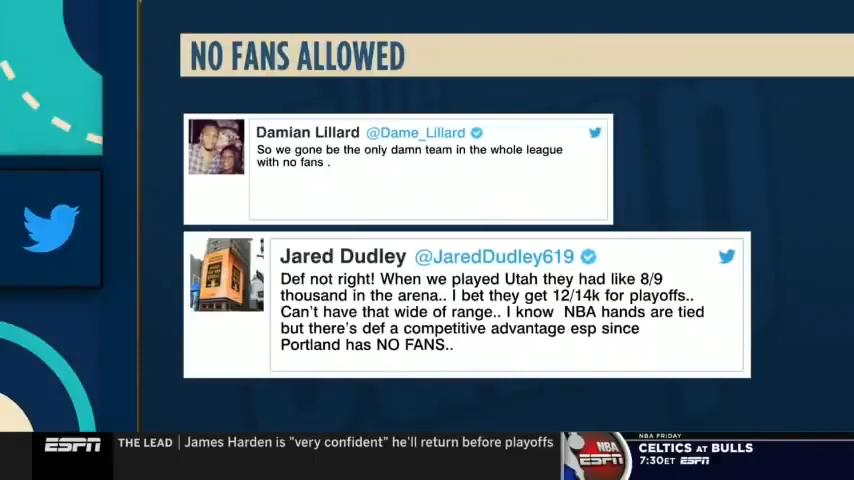 NO FANS ALLOWED
Damian Lillard @Dame_Lillard
So we gone be the only damn team in the whole league
with no fans .
Jared Dudley @JaredDudley619
Def not right! When we played Utah they had like 8/9
thousand in the arena.. I bet they get 12/14k for playoffs..
Can't have that wide of range.. I know NBA hands are tied
but there's def a competitive advantage esp since
Portland has NO FANS..
ESPN THE LEAD | James Harden is "very confident" he'll return before playoffs
NBA
ESPN
NBA FRIDAY
CELTICS AT BULLS
7:30ET ESPN